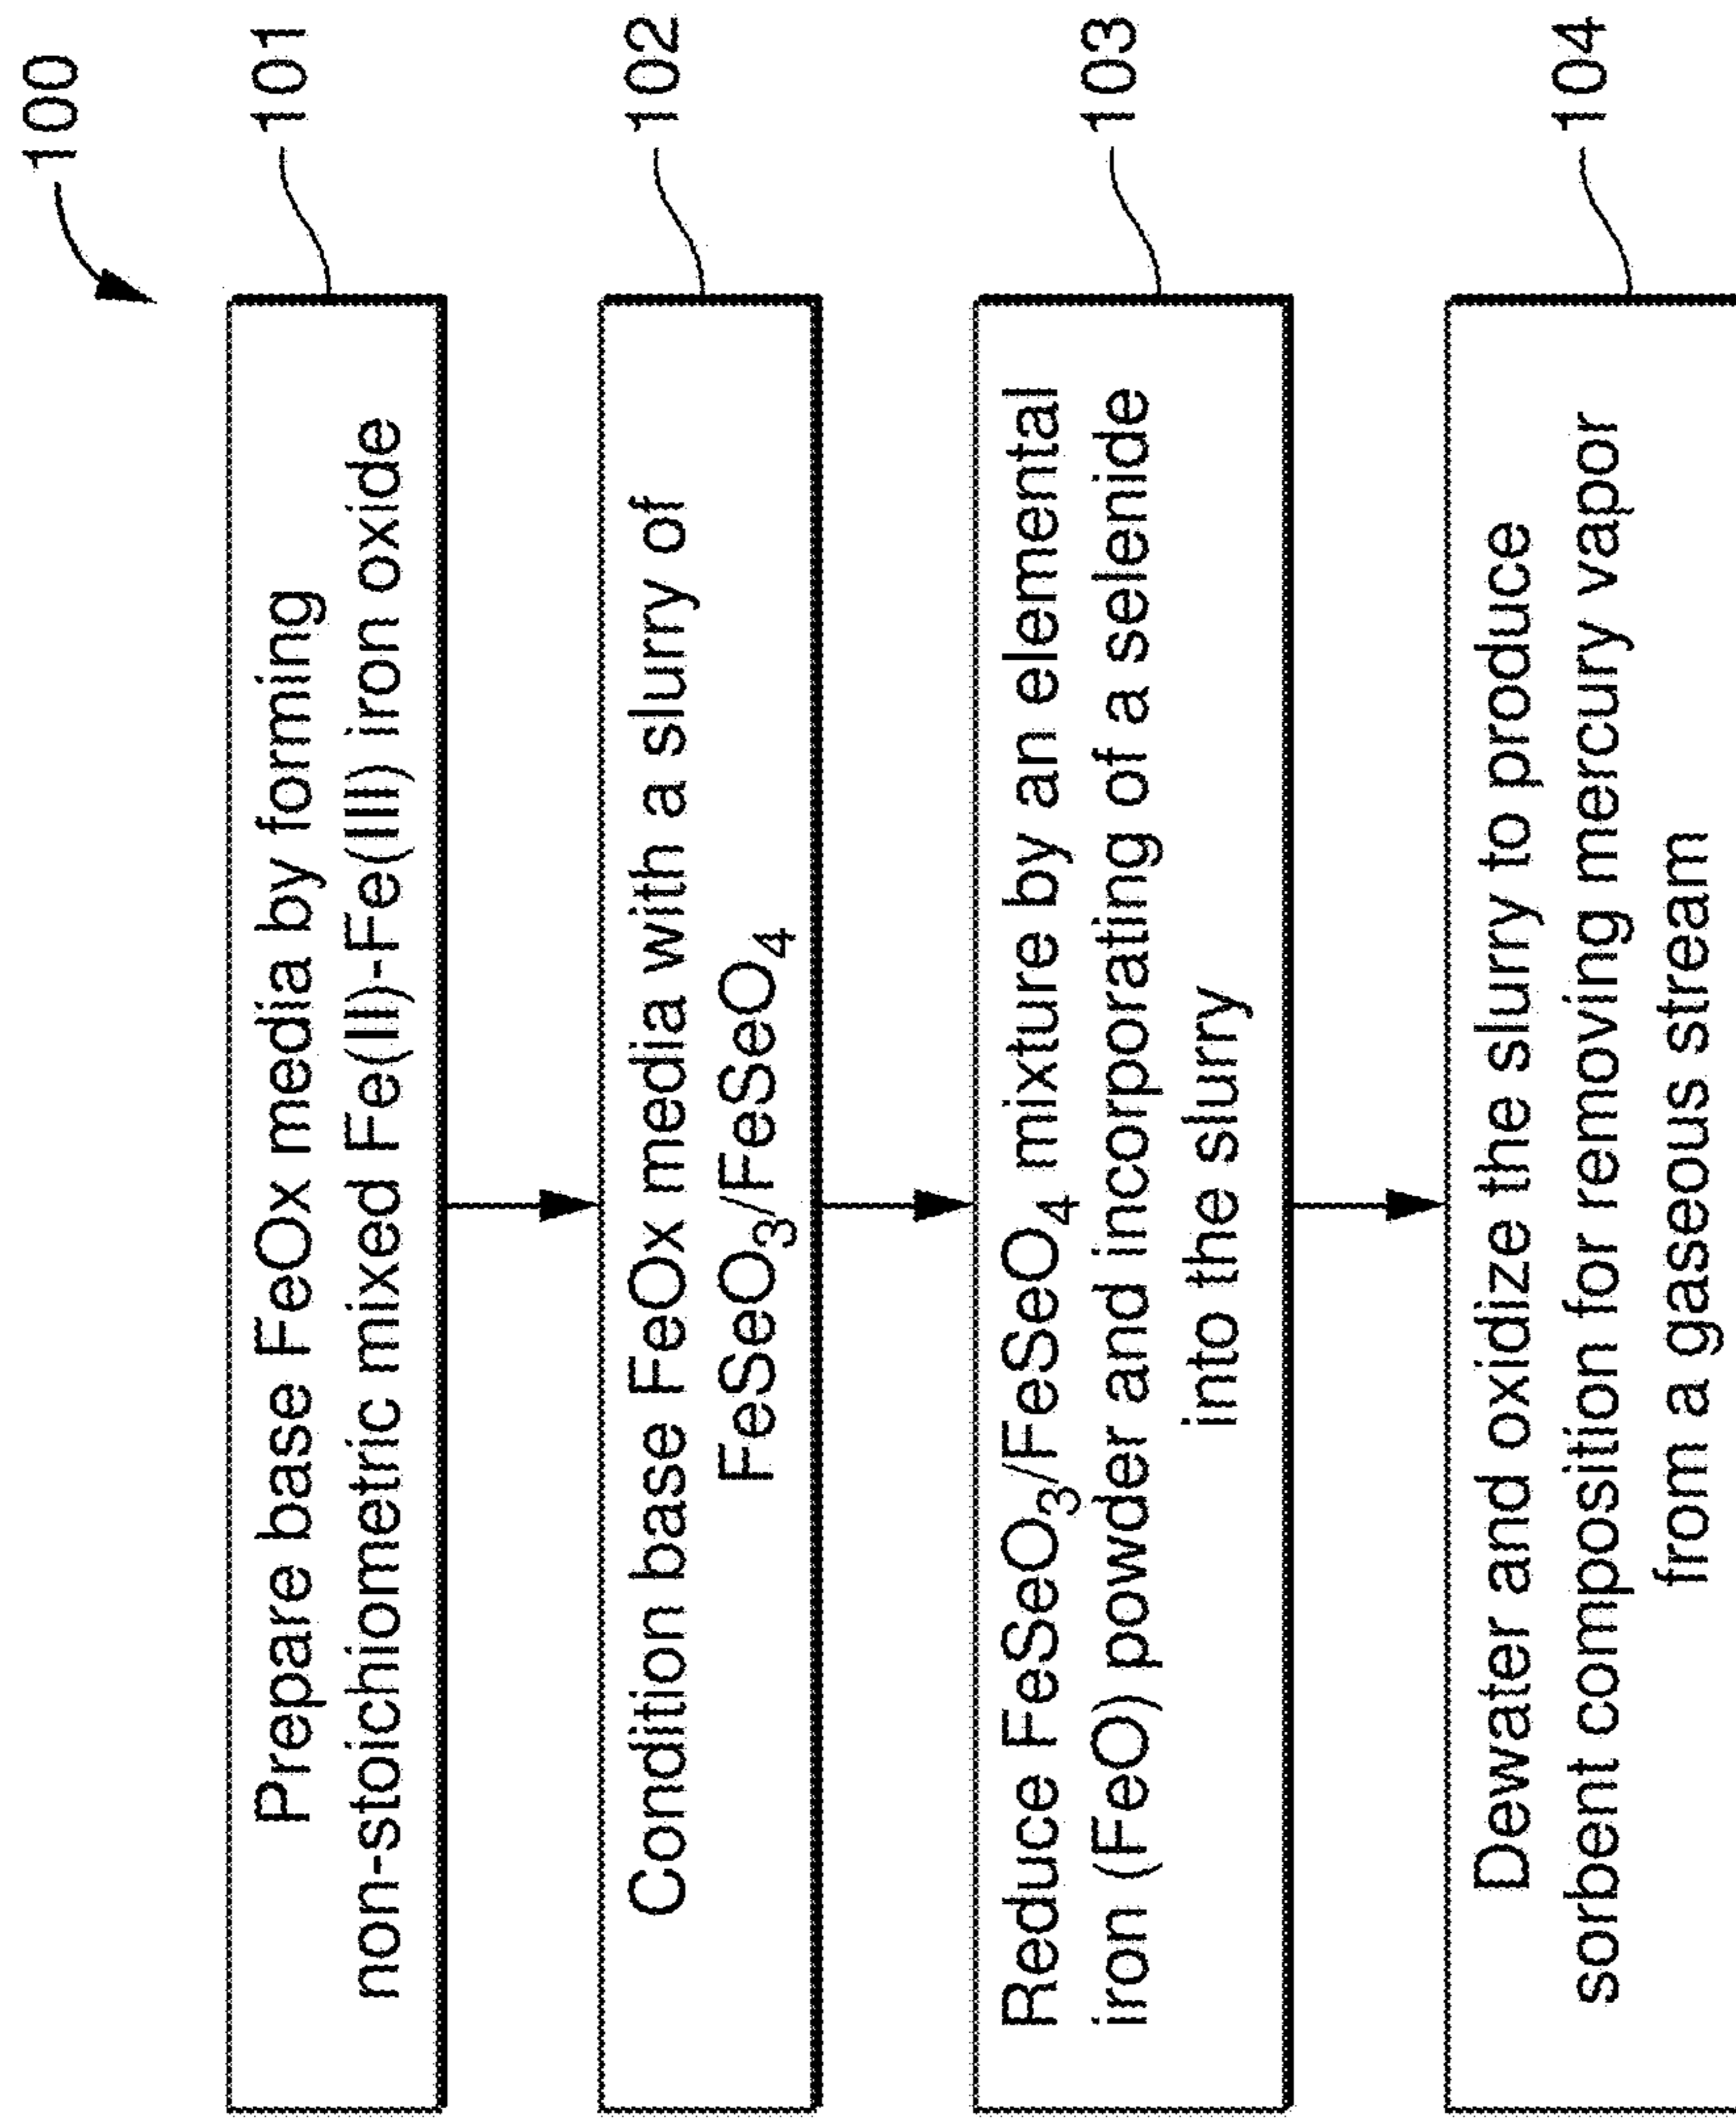 100
Prepare base FeOx media by forming
non-stoichiometric mixed Fe(II)-Fe(III) iron oxide
101
Condition base FeOx media with a slurry of
FeSeO₃/FeSeO₄
102
Reduce FeSeO₃/FeSeO₄ mixture by an elemental
iron (FeO) powder and incorporating of a selenide
into the slurry
103
Dewater and oxidize the slurry to produce
sorbent composition for removing mercury vapor
from a gaseous stream
104